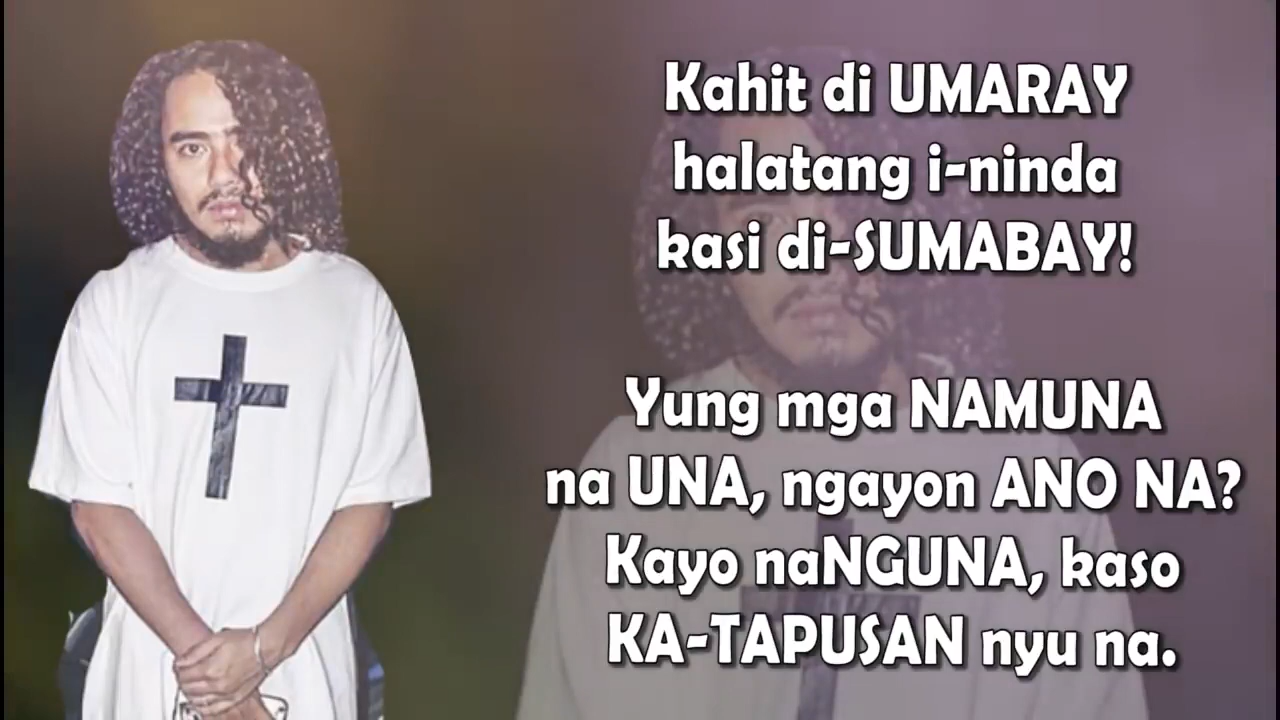 Kahit di UMARAY
halatang i-ninda
kasi di-SUMABAY!
Yung mga NAMUNA
na UNA, ngayon ANO NA?
Kayo naNGUNA, kaso
KA-TAPUSAN nyu na.